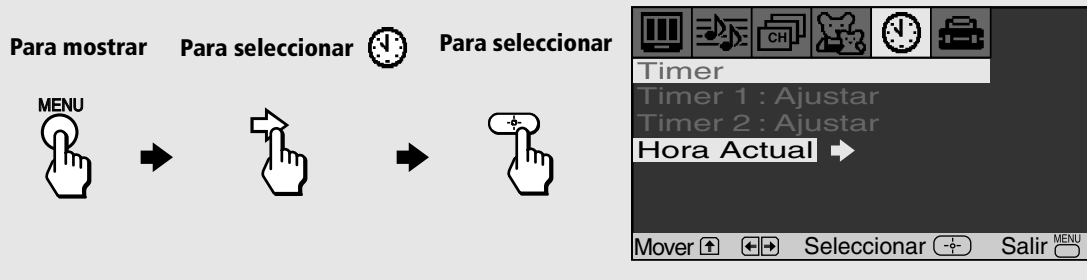 Para mostrar
Para seleccionar
Para seleccionar
MENU
CH
Timer
Timer 1 : Ajustar
Timer 2 : Ajustar
Hora Actual
Mover Seleccionar Salir MENU